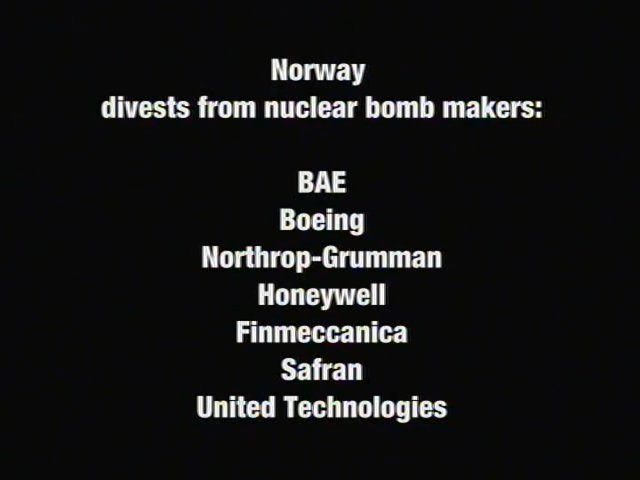 Norway
divests from nuclear bomb makers:
BAE
Boeing
Northrop-Grumman
Honeywell
Finmeccanica
Safran
United Technologies